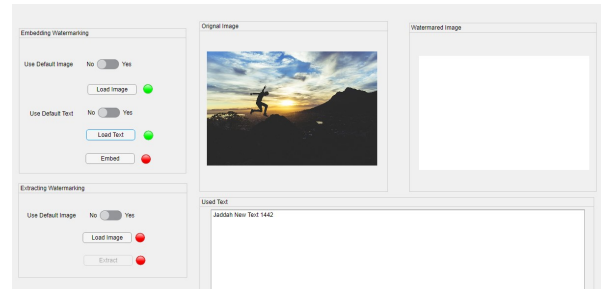 Embedding Watermarking
Use Default Image No Yes
Load Image
Use Default Text No Yes
Load Text
Embed
Extracting Watermarking
Use Default Image No Yes
Load Image
Extract
Orignal Image
Watermared Image
Used Text
Jaddah New Text 1442